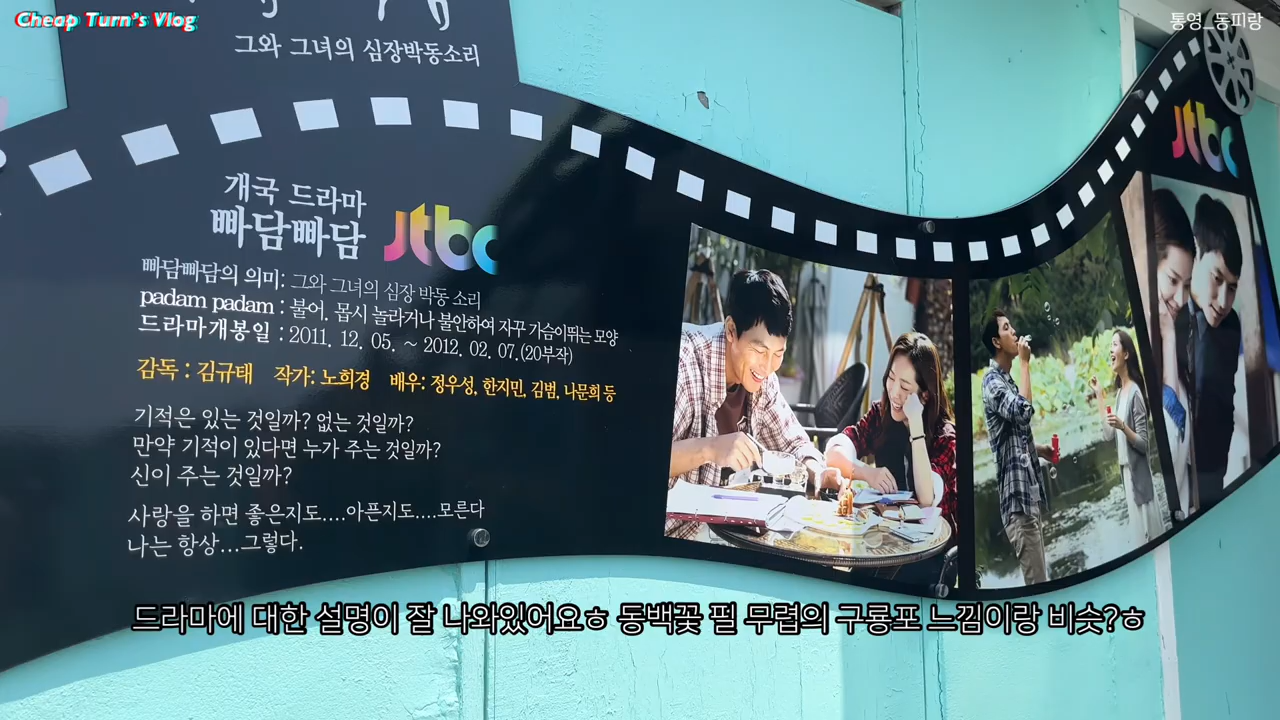 Cheap Turn's Vlog
통영_동피랑
그와 그녀의 심장박동소리
개국 드라마
빠담빠담
jtbc
jtbc
빠담빠담의 의미: 그와 그녀의 심장 박동 소리
padam padam : 불어. 몹시 놀라거나 불안하여 자꾸 가슴이뛰는 모양
드라마개봉일 : 2011. 12. 05. ~ 2012. 02. 07.(20부작)
감독 : 김규태 작가: 노희경 배우: 정우성, 한지민, 김범, 나문희 등
기적은 있는 것일까? 없는 것일까?
만약 기적이 있다면 누가 주는 것일까?
신이 주는 것일까?
사랑을 하면 좋은지도....아픈지도....모른다
나는 항상...그렇다.
드라마에 대한 설명이 잘 나와있어요ㅎ 동백꽃 필 무렵의 구룡포 느낌이랑 비슷?ㅎ